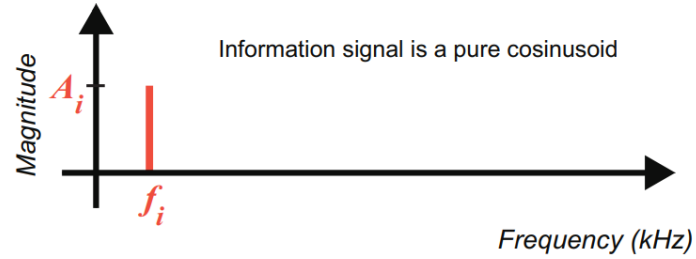 Information signal is a pure cosinusoid
Magnitude
A_i
f_i
Frequency (kHz)